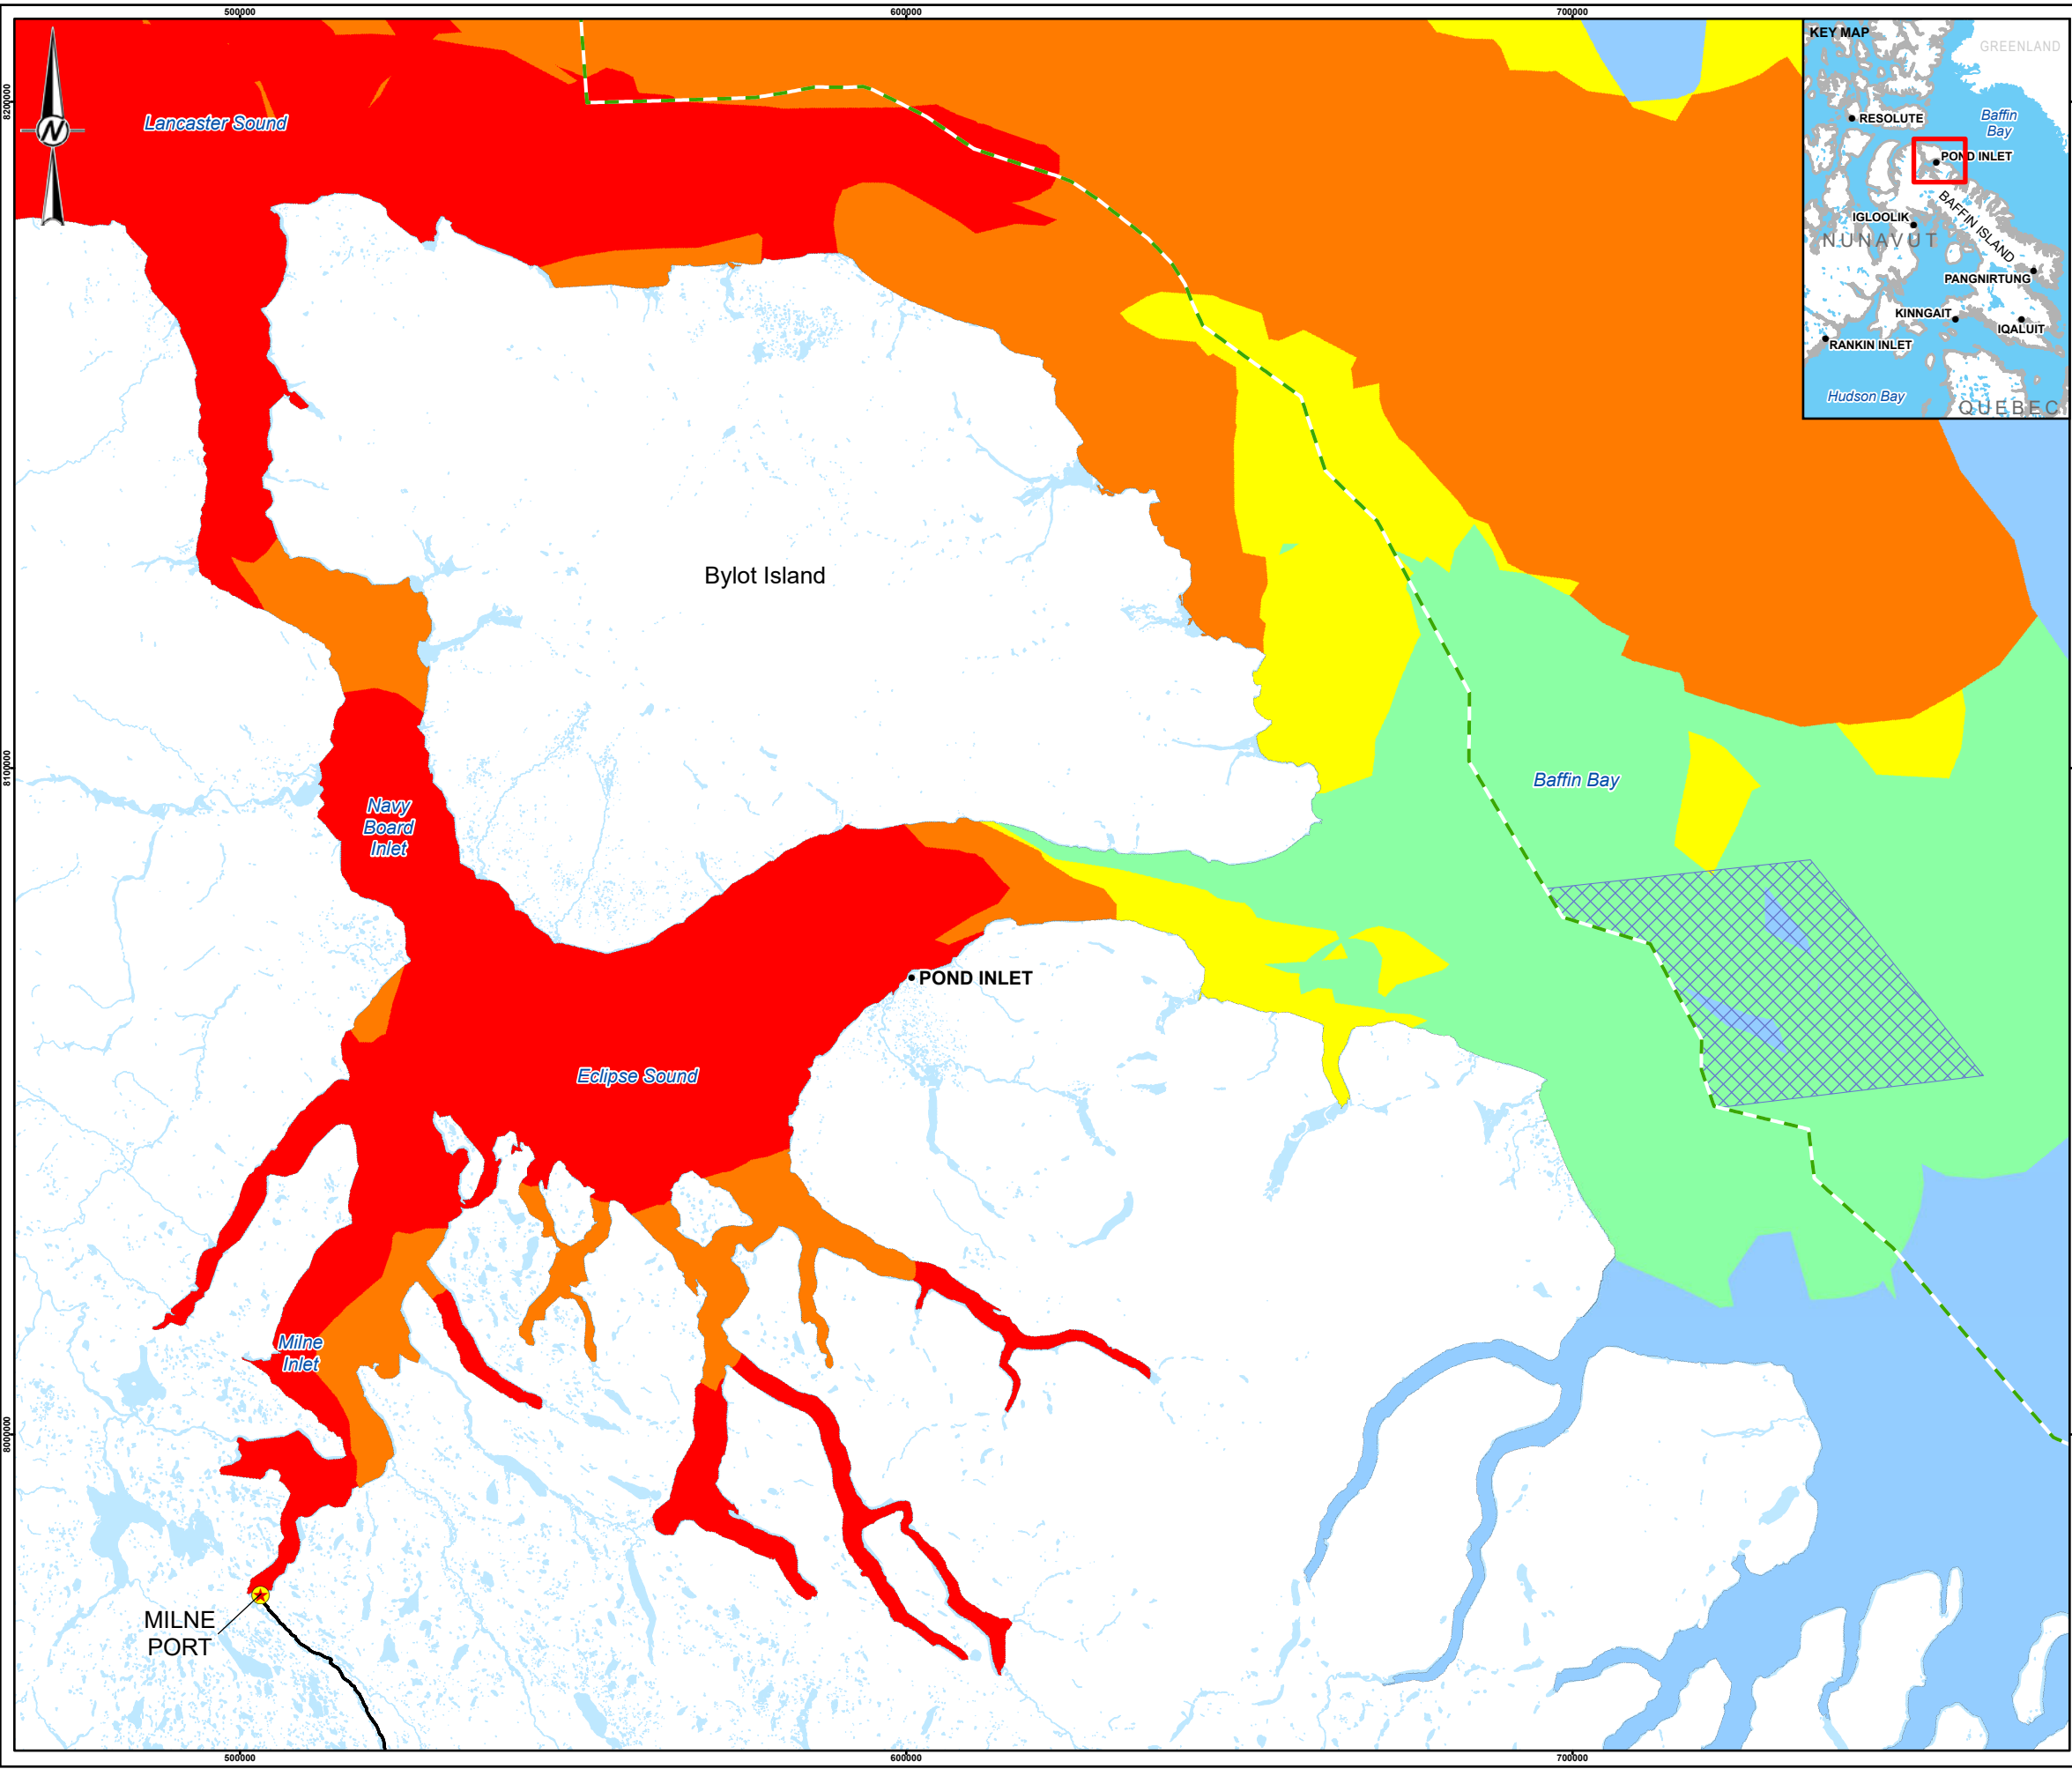 500000
600000
700000
8200000
8100000
8000000
N
Lancaster Sound
KEY MAP
GREENLAND
Baffin
Bay
RESOLUTE
POND INLET
BAFFIN ISLAND
IGLOOLIK
NUNAVUT
PANGNIRTUNG
KINNGAIT
IQALUIT
RANKIN INLET
Hudson Bay
QUEBEC
Bylot Island
Baffin Bay
Navy
Board
Inlet
POND INLET
Eclipse Sound
Milne
Inlet
MILNE
PORT
500000
600000
700000